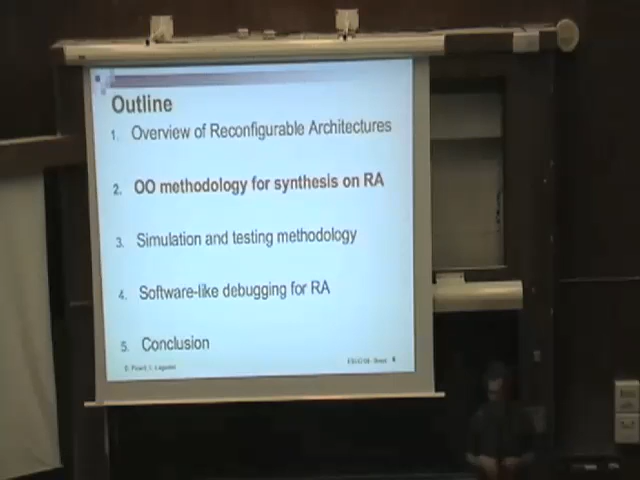 Outline
1. Overview of Reconfigurable Architectures
2. OO methodology for synthesis on RA
3. Simulation and testing methodology
4. Software-like debugging for RA
5. Conclusion